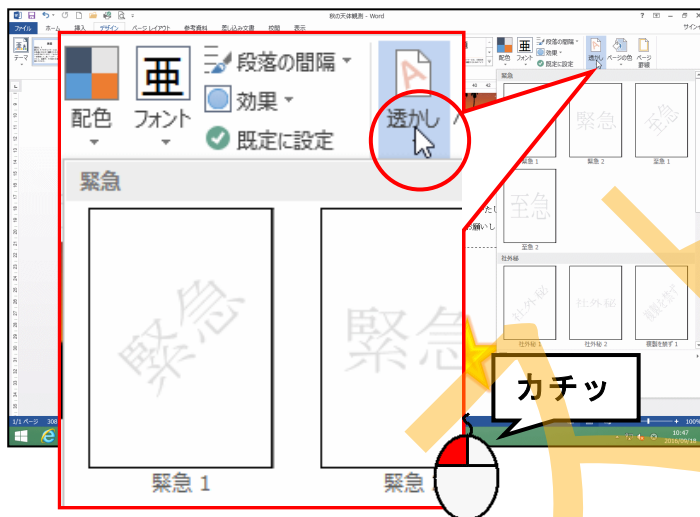 秋の天体観測 - Word
ファイル ホーム 挿入 デザイン ページ レイアウト 参考資料 差し込み文書 校閲 表示
サインイ
亜 段落の間隔
配色 フォント 効果 既定に設定
透かし ページの色 ページ罫線
テーマ
配色
フォント
亜
段落の間隔
効果
既定に設定
透かし
緊急
緊急
緊急
緊急 1
緊急
緊急
緊急
至急
緊急 1 緊急 2 至急 1
至急
至急 2
社外秘
社外秘 社外秘 複製を禁ず
社外秘 1 社外秘 2 複製を禁ず 1
カチッ
1/1 ページ 308
100%
10:47
2016/09/18